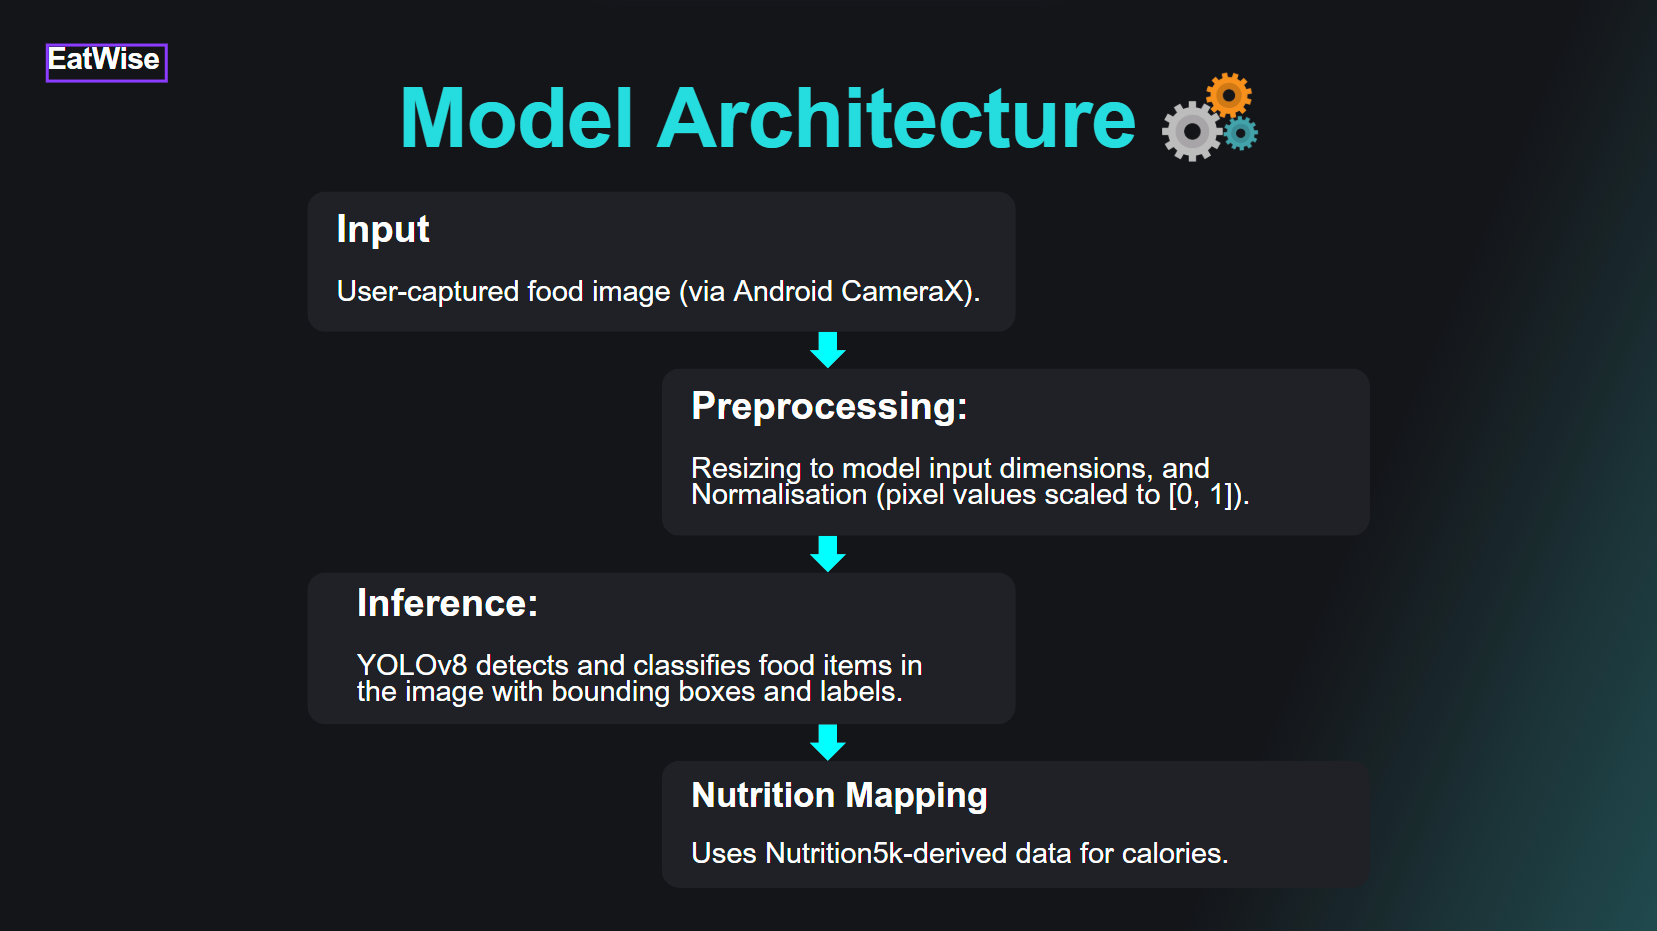 EatWise
Model Architecture
Input
User-captured food image (via Android CameraX).
Preprocessing:
Resizing to model input dimensions, and
Normalisation (pixel values scaled to [0, 1]).
Inference:
YOLOv8 detects and classifies food items in
the image with bounding boxes and labels.
Nutrition Mapping
Uses Nutrition5k-derived data for calories.